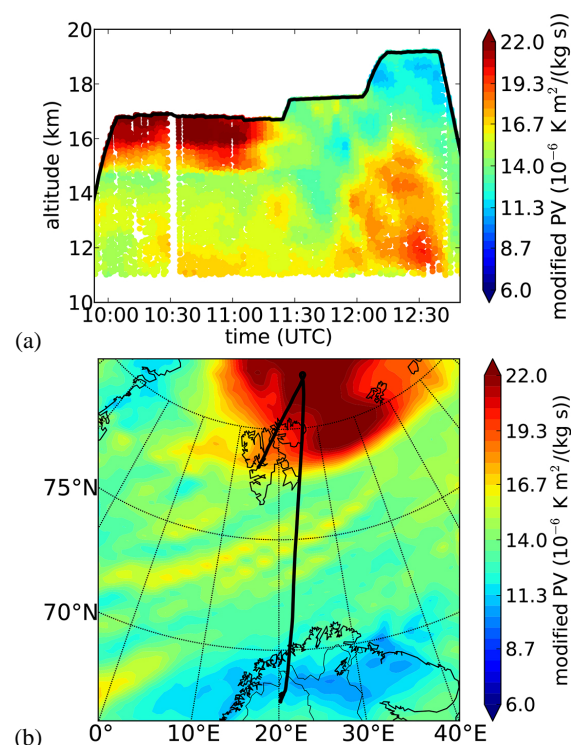 20
18
16
14
12
10
altitude (km)
10:00 10:30 11:00 11:30 12:00 12:30
time (UTC)
22.0
19.3
16.7
14.0
11.3
8.7
6.0
modified PV (10⁻⁶ K m²/(kg s))
(a)
75°N
70°N
0° 10°E 20°E 30°E 40°E
22.0
19.3
16.7
14.0
11.3
8.7
6.0
modified PV (10⁻⁶ K m²/(kg s))
(b)